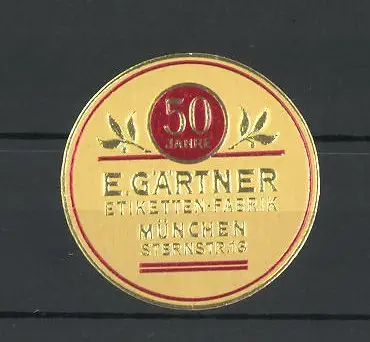 50
JAHRE
E. GÄRTNER
ETIKETTEN-FABRIK
MÜNCHEN
STERNSTR.16